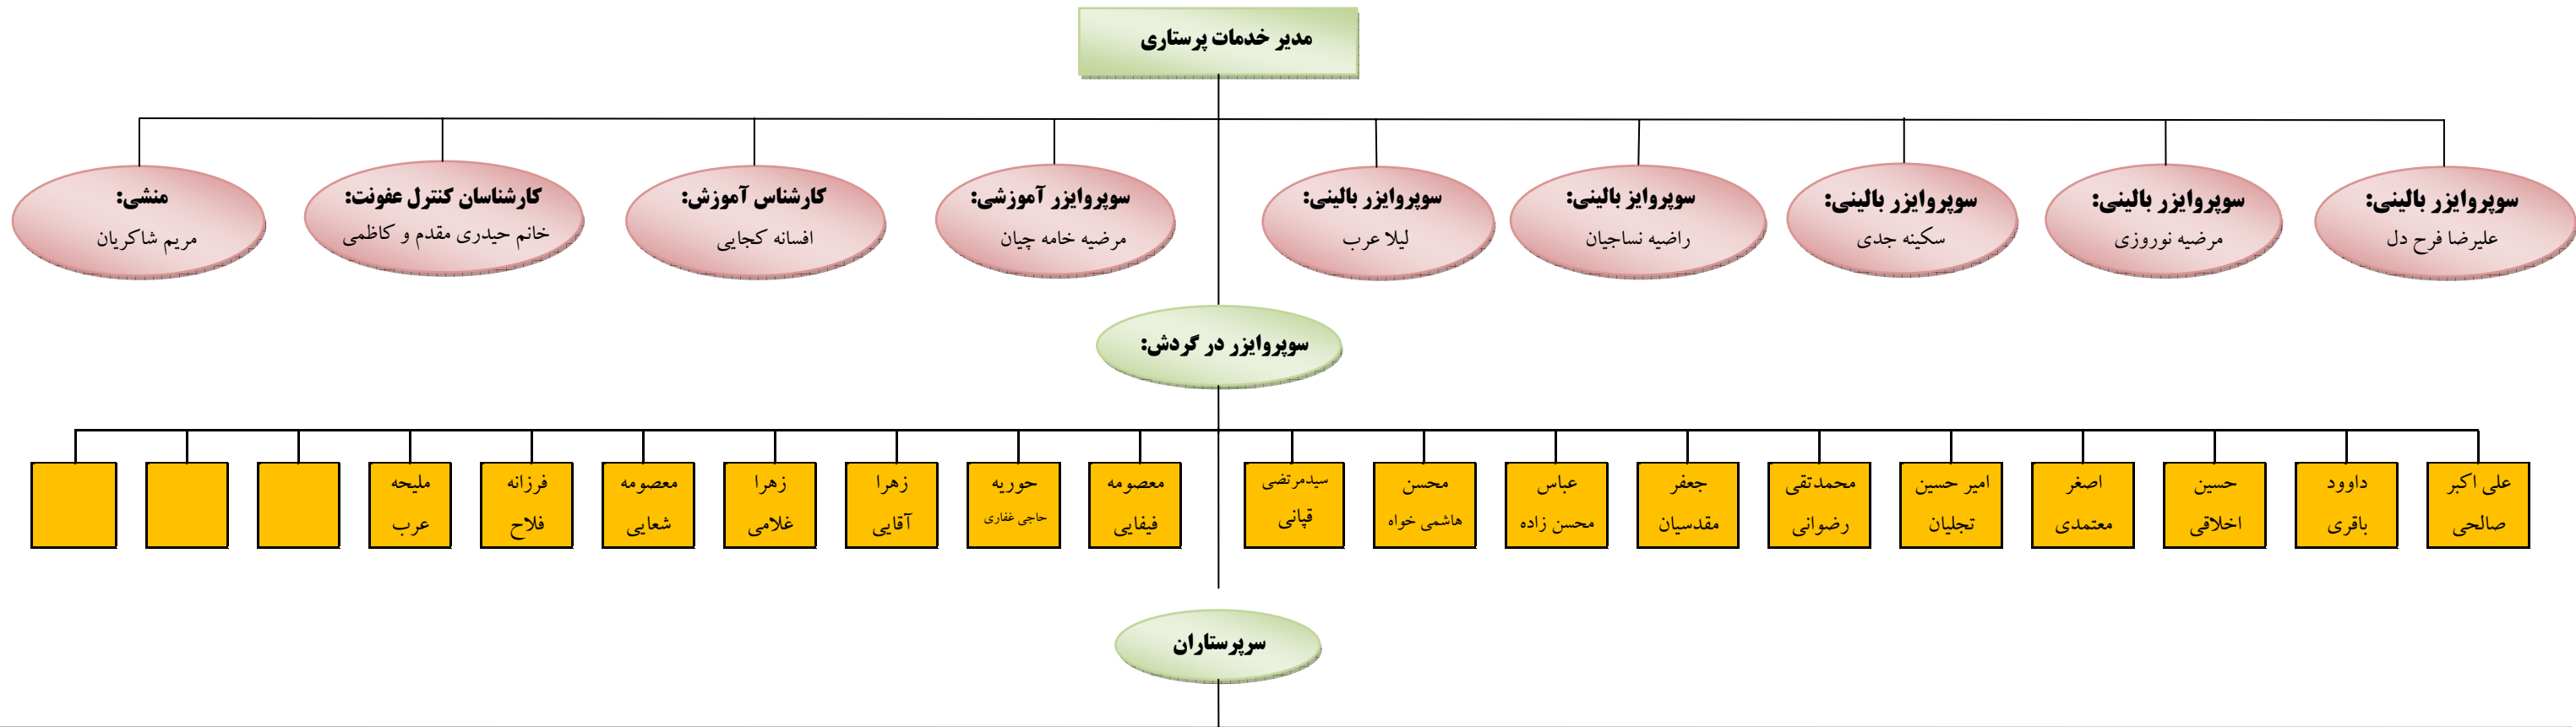 مدیر خدمات پرستاری
سوپروایزر بالینی:
علیرضا فرح دل
سوپروایزر بالینی:
مرضیه نوروزی
سوپروایزر بالینی:
سکینه جدی
سوپروایز بالینی:
راضیه نساجیان
سوپروایزر بالینی:
لیلا عرب
سوپروایزر آموزشی:
مرضیه خامه چیان
کارشناس آموزش:
افسانه کجایی
کارشناسان کنترل عفونت:
خانم حیدری مقدم و کاظمی
منشی:
مریم شاکریان
سوپروایزر در گردش:
علی اکبر
صالحی
داوود
باقری
حسین
اخلاقی
اصغر
معتمدی
امیر حسین
تجلیان
محمدتقی
رضوانی
جعفر
مقدسیان
عباس
محسن زاده
محسن
هاشمی خواه
سیدمرتضی
قپانی
معصومه
فیفایی
حوریه
حاجی غفاری
زهرا
آقایی
زهرا
غلامی
معصومه
شعایی
فرزانه
فلاح
ملیحه
عرب
سرپرستاران